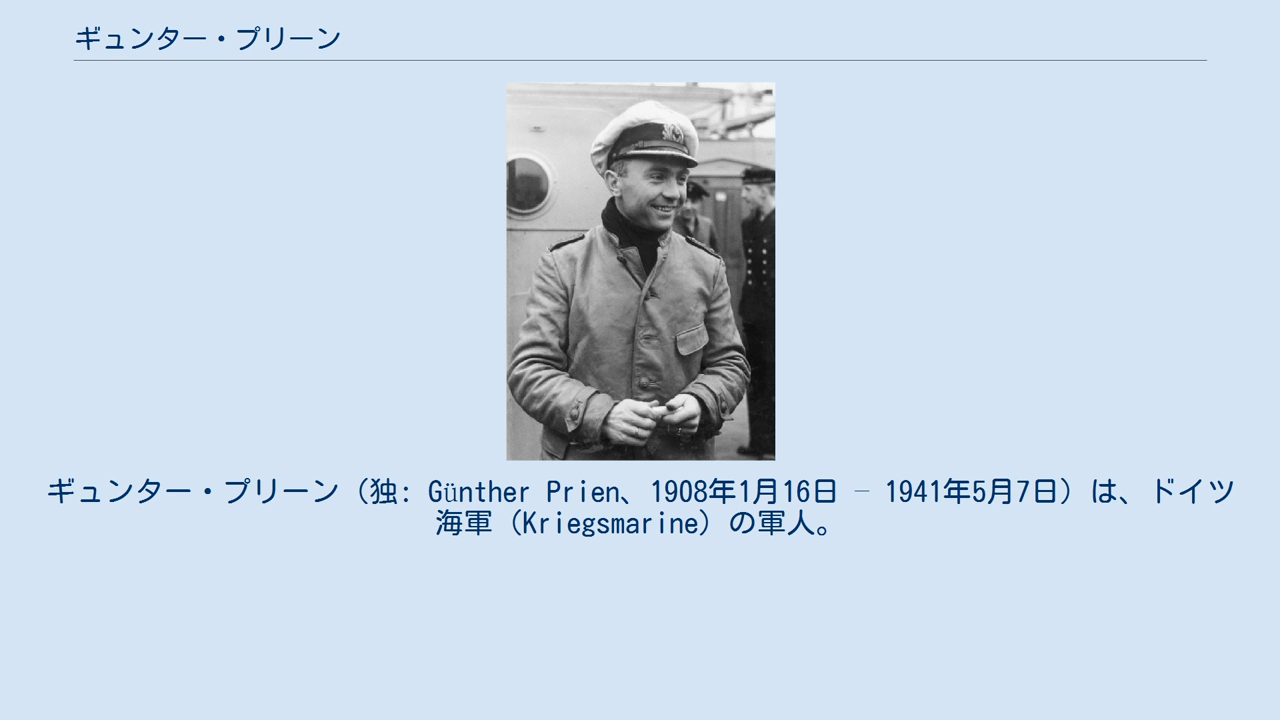 ギュンター・プリーン
ギュンター・プリーン（独: Günther Prien、1908年1月16日 – 1941年5月7日）は、ドイツ
海軍（Kriegsmarine）の軍人。